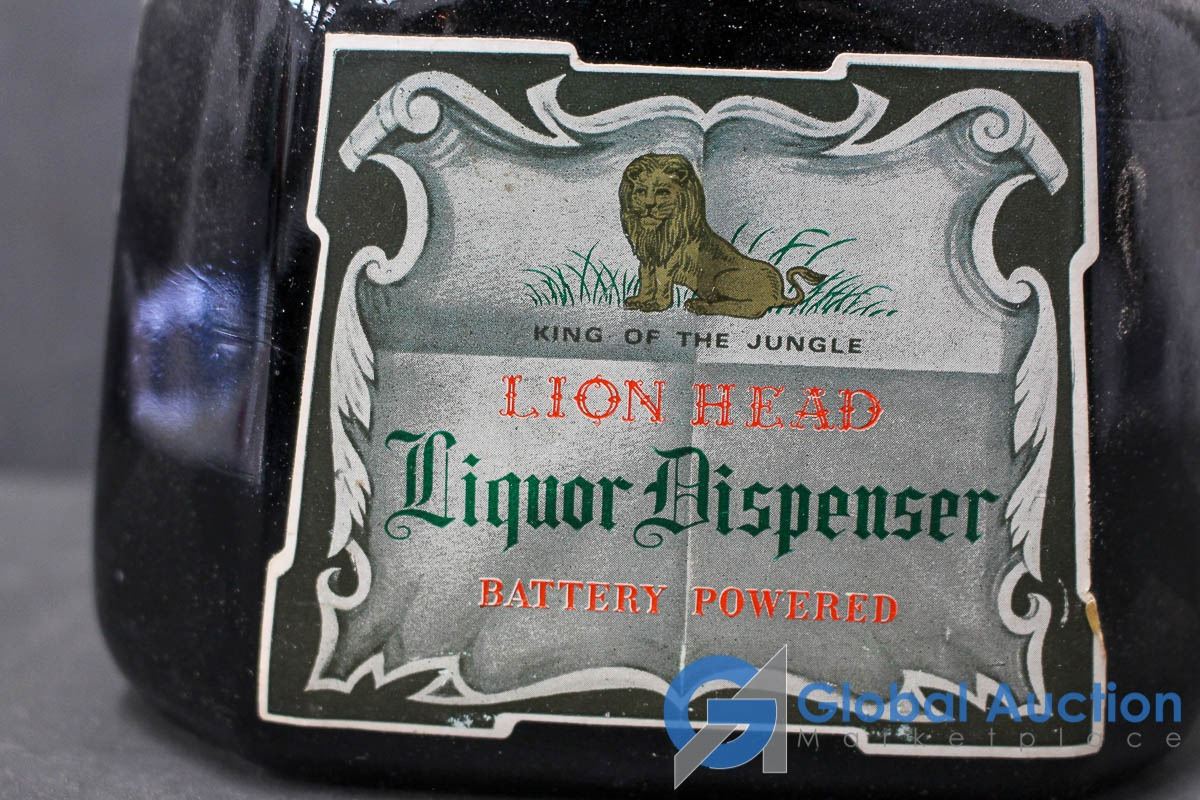 KING OF THE JUNGLE
LION HEAD
Liquor Dispenser
BATTERY POWERED
Global Auction
Marketplace